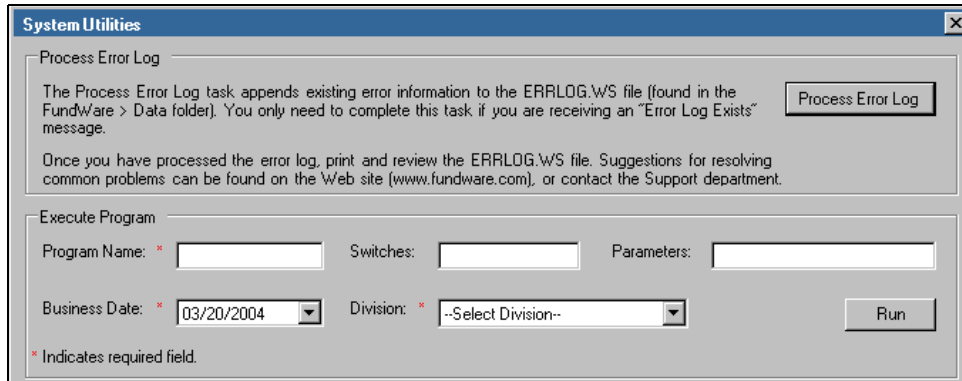 System Utilities
Process Error Log
The Process Error Log task appends existing error information to the ERRLOG.WS file (found in the
FundWare > Data folder). You only need to complete this task if you are receiving an "Error Log Exists"
message.
Process Error Log
Once you have processed the error log, print and review the ERRLOG.WS file. Suggestions for resolving
common problems can be found on the Web site (www.fundware.com), or contact the Support department.
Execute Program
Program Name: * Switches: Parameters:
Business Date: * 03/20/2004 Division: * --Select Division-- Run
* Indicates required field.